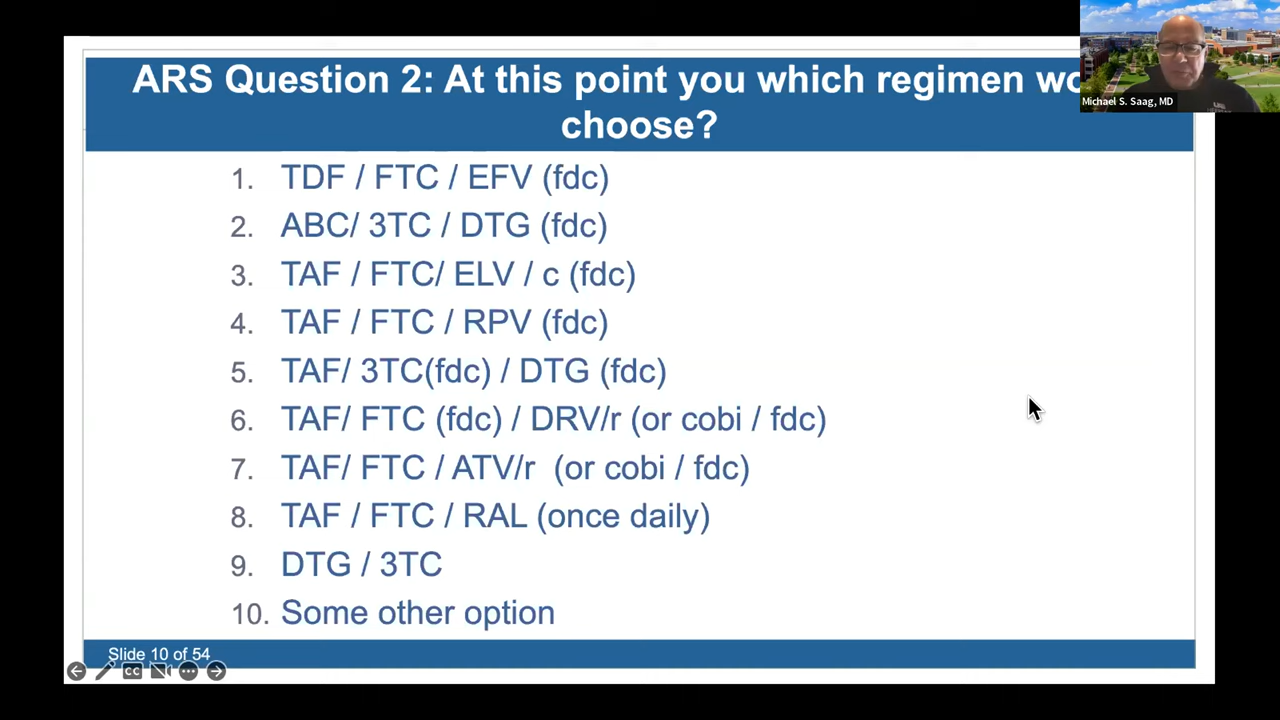 ARS Question 2: At this point you which regimen
choose?
Michael S. Saag, MD
1. TDF / FTC / EFV (fdc)
2. ABC/ 3TC / DTG (fdc)
3. TAF / FTC/ ELV / c (fdc)
4. TAF / FTC / RPV (fdc)
5. TAF/ 3TC(fdc) / DTG (fdc)
6. TAF/ FTC (fdc) / DRV/r (or cobi / fdc)
7. TAF/ FTC / ATV/r (or cobi / fdc)
8. TAF / FTC / RAL (once daily)
9. DTG / 3TC
10. Some other option
Slide 10 of 54
CC